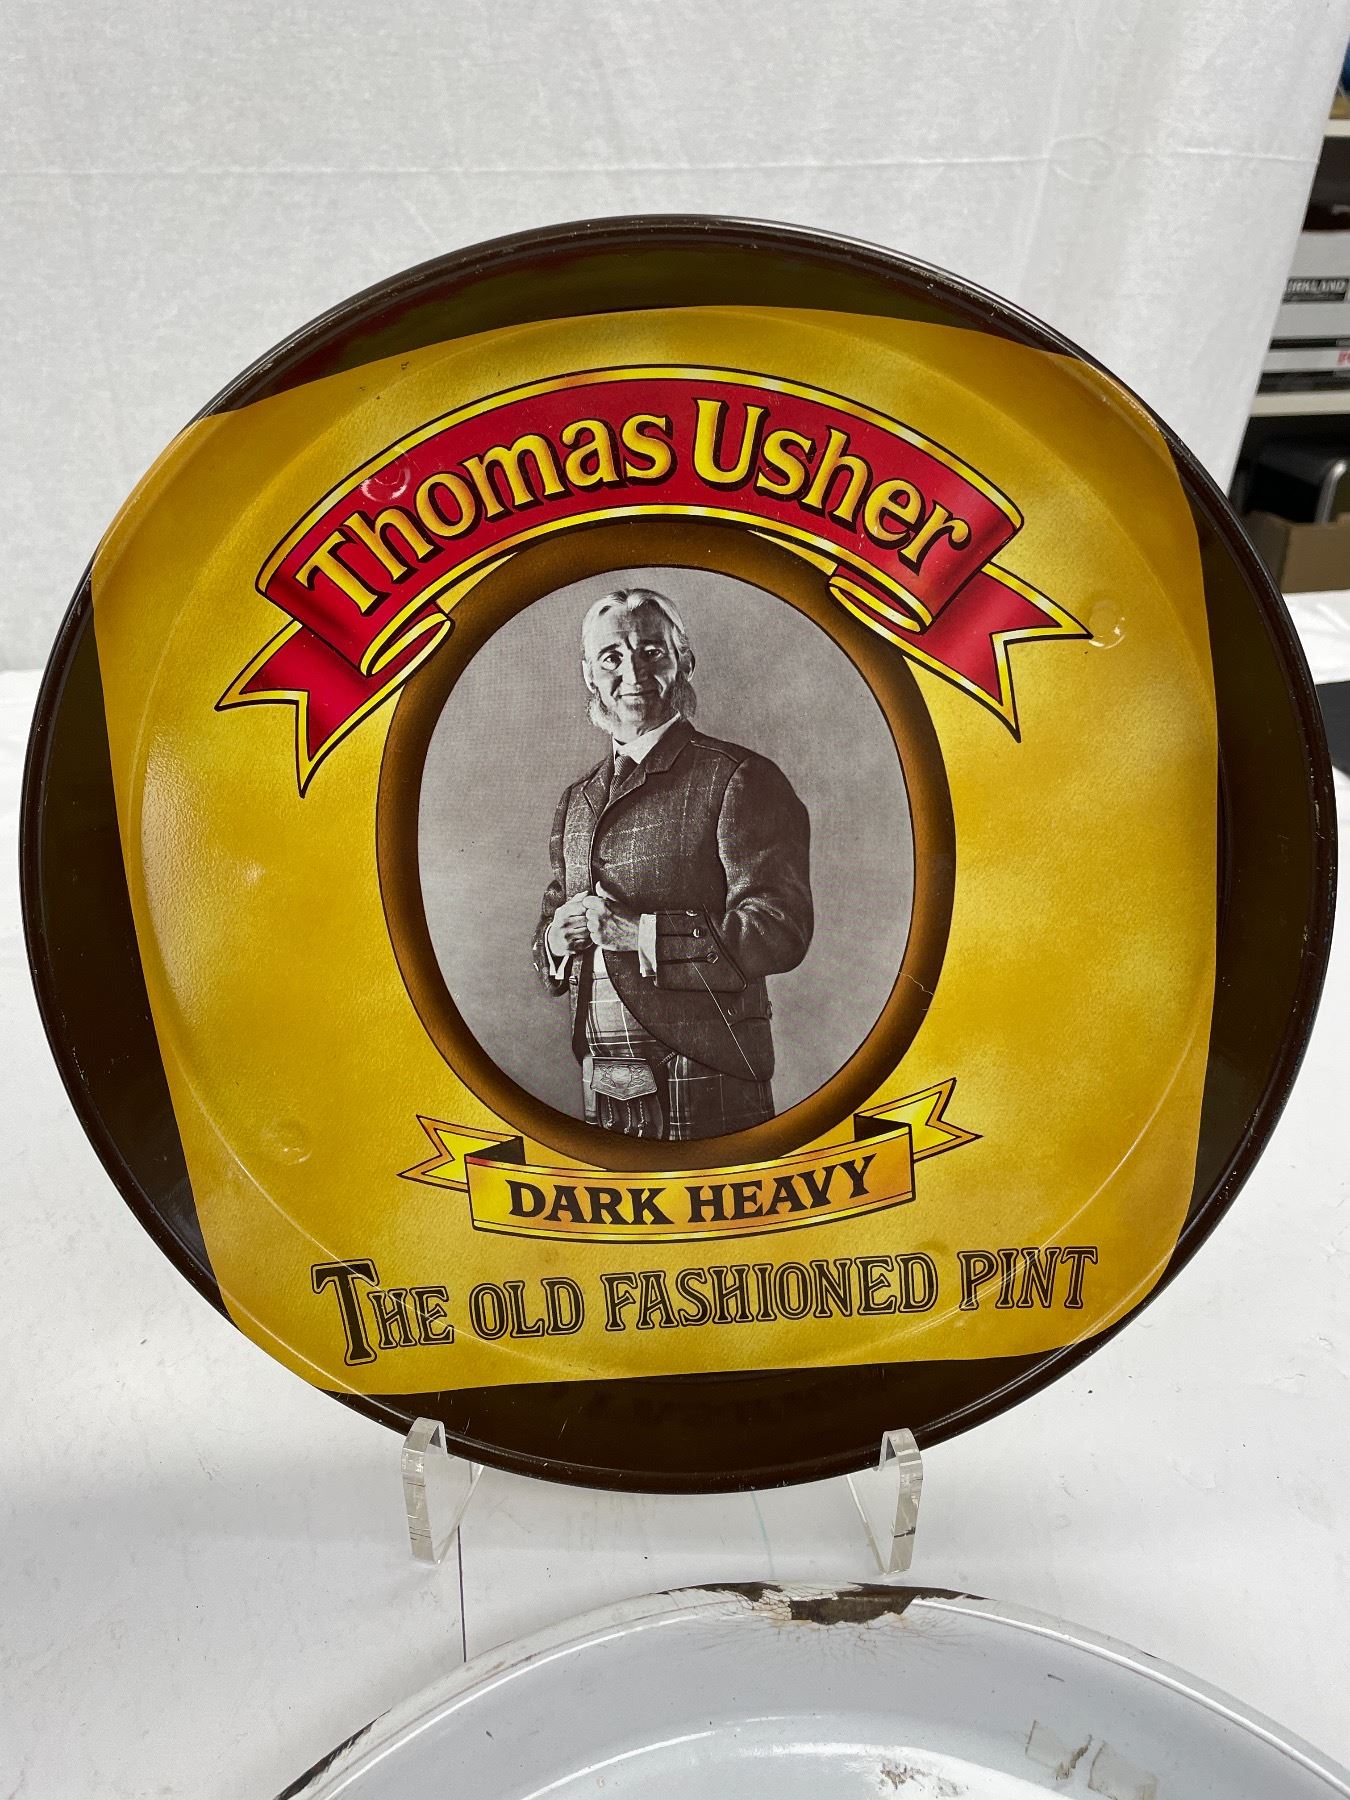 Thomas Usher
DARK HEAVY
THE OLD FASHIONED PINT